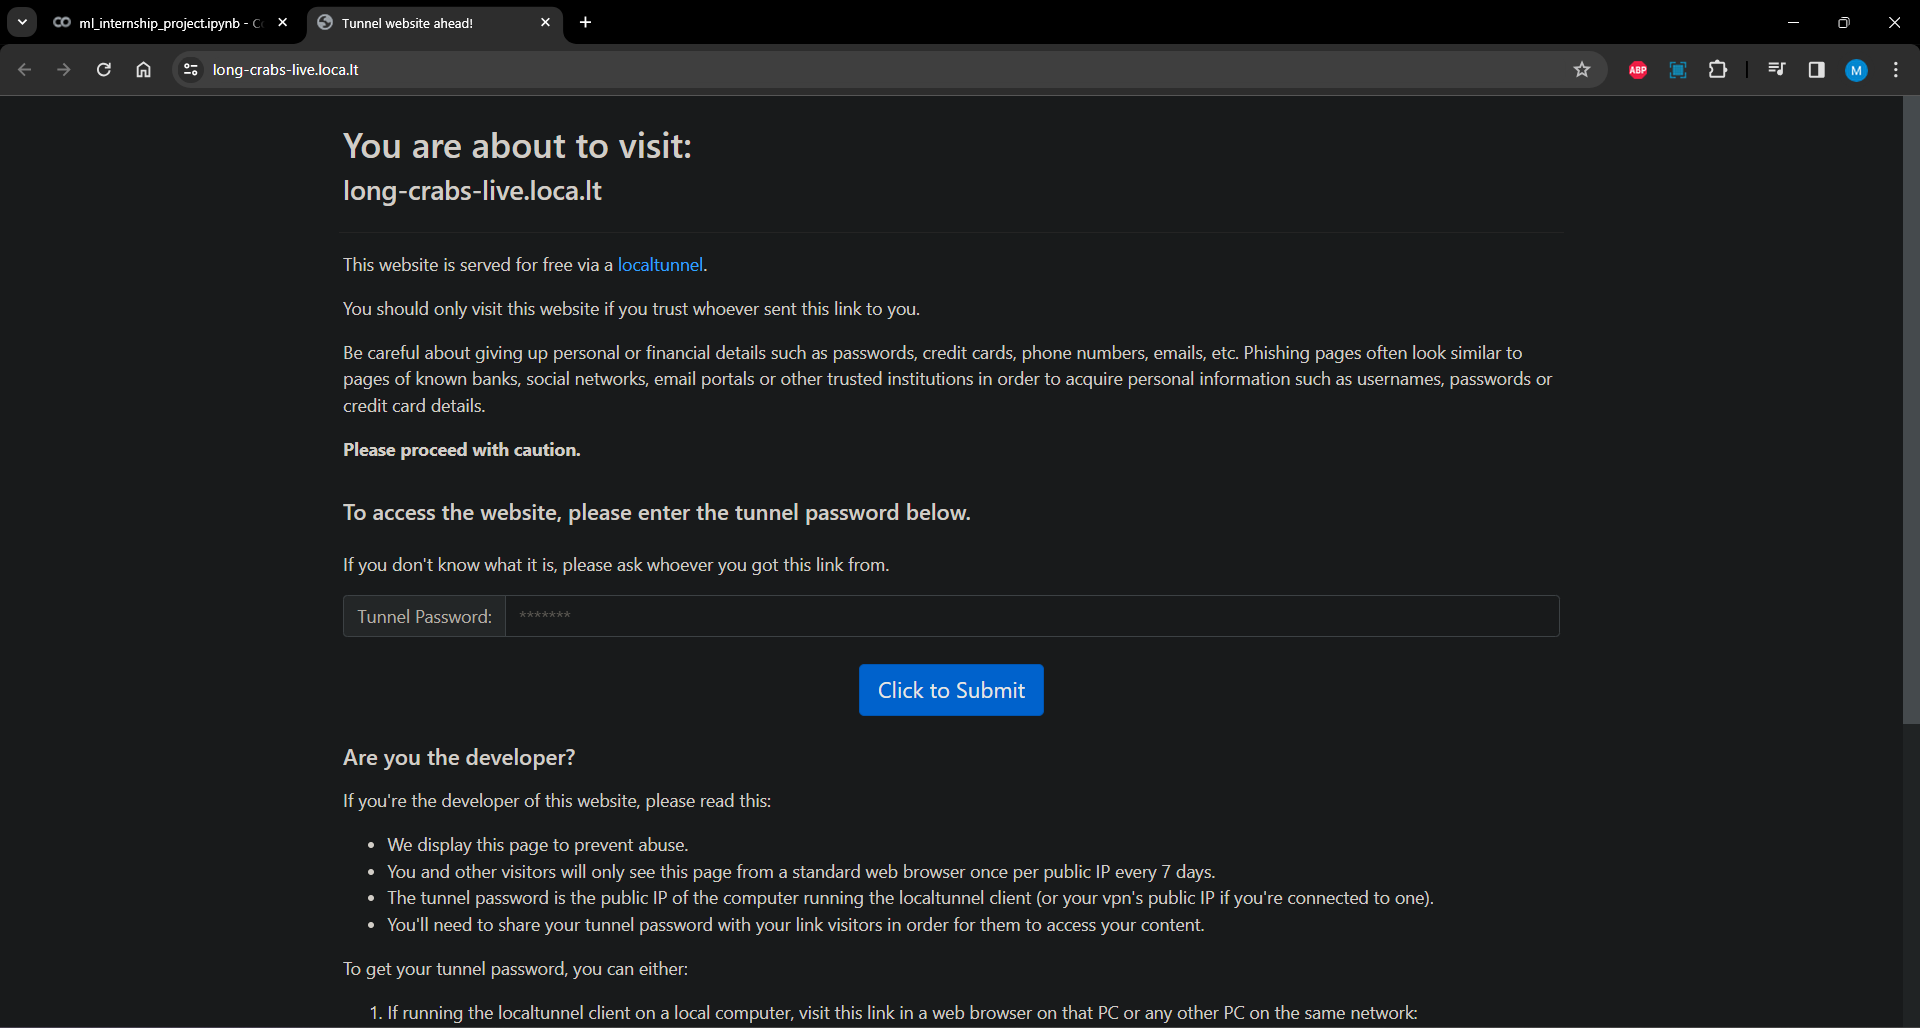 ml_internship_project.ipynb - C
Tunnel website ahead!
long-crabs-live.loca.lt
ABP
M
You are about to visit:
long-crabs-live.loca.lt
This website is served for free via a localtunnel.
You should only visit this website if you trust whoever sent this link to you.
Be careful about giving up personal or financial details such as passwords, credit cards, phone numbers, emails, etc. Phishing pages often look similar to
pages of known banks, social networks, email portals or other trusted institutions in order to acquire personal information such as usernames, passwords or
credit card details.
Please proceed with caution.
To access the website, please enter the tunnel password below.
If you don't know what it is, please ask whoever you got this link from.
Tunnel Password: *******
Click to Submit
Are you the developer?
If you're the developer of this website, please read this:
• We display this page to prevent abuse.
• You and other visitors will only see this page from a standard web browser once per public IP every 7 days.
• The tunnel password is the public IP of the computer running the localtunnel client (or your vpn's public IP if you're connected to one).
• You'll need to share your tunnel password with your link visitors in order for them to access your content.
To get your tunnel password, you can either:
1. If running the localtunnel client on a local computer, visit this link in a web browser on that PC or any other PC on the same network: